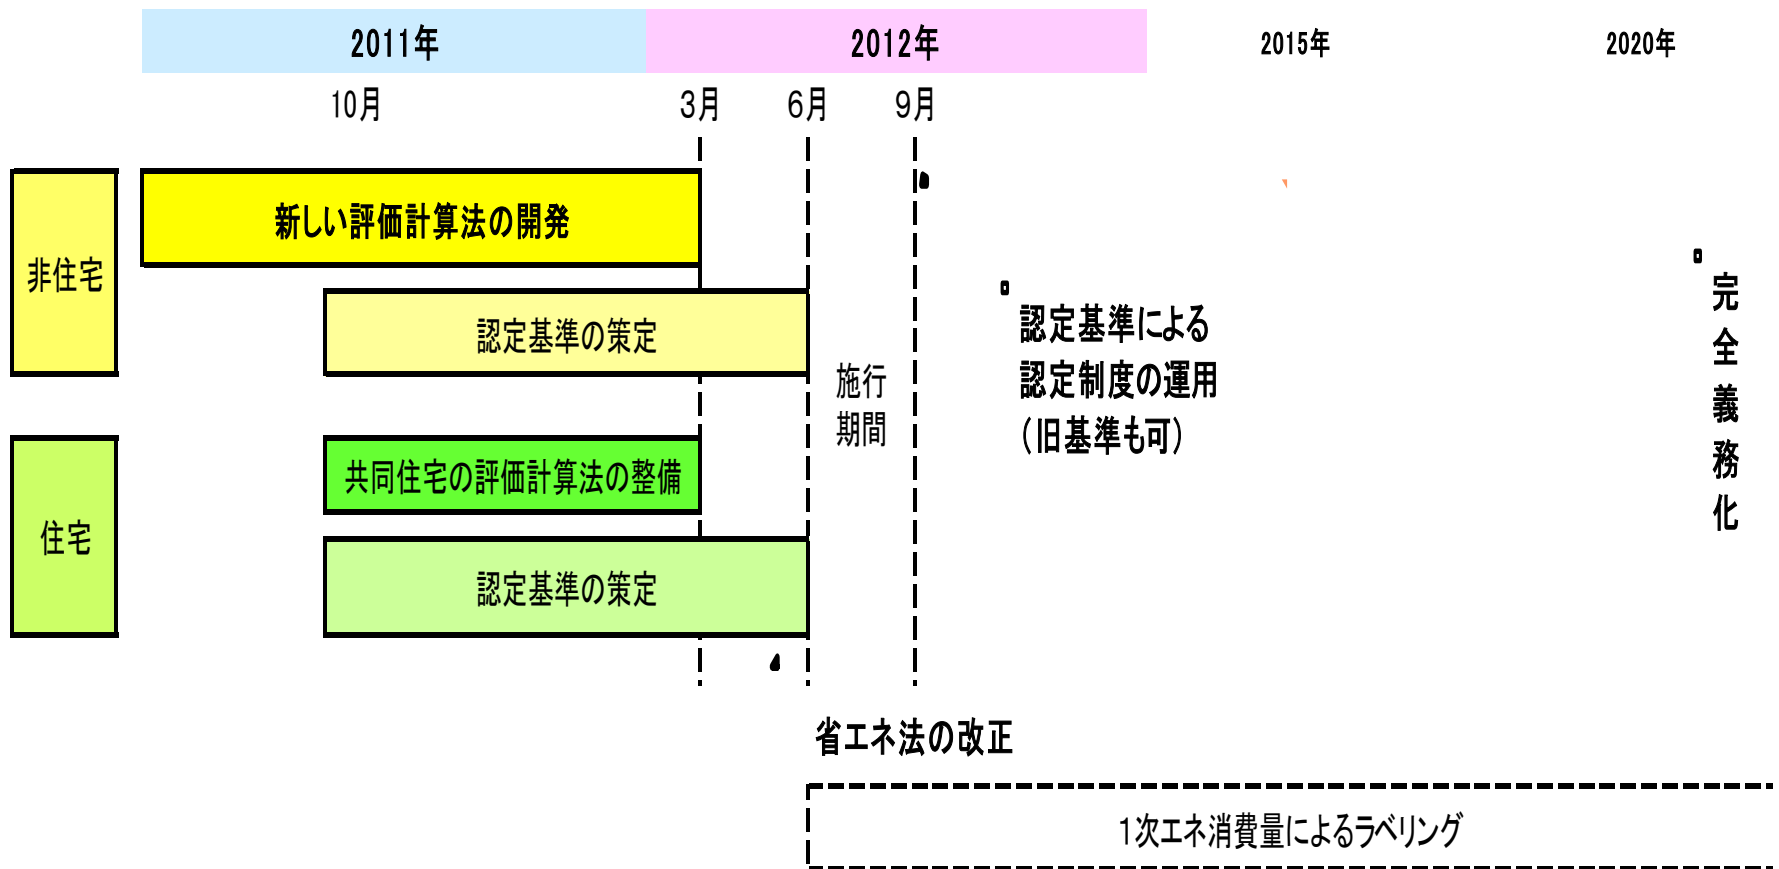 2011年
2012年
2015年
2020年
10月
3月
6月
9月
非住宅
新しい評価計算法の開発
認定基準の策定
施行
期間
認定基準による
認定制度の運用
（旧基準も可）
完全義務化
住宅
共同住宅の評価計算法の整備
認定基準の策定
省エネ法の改正
1次エネ消費量によるラベリング